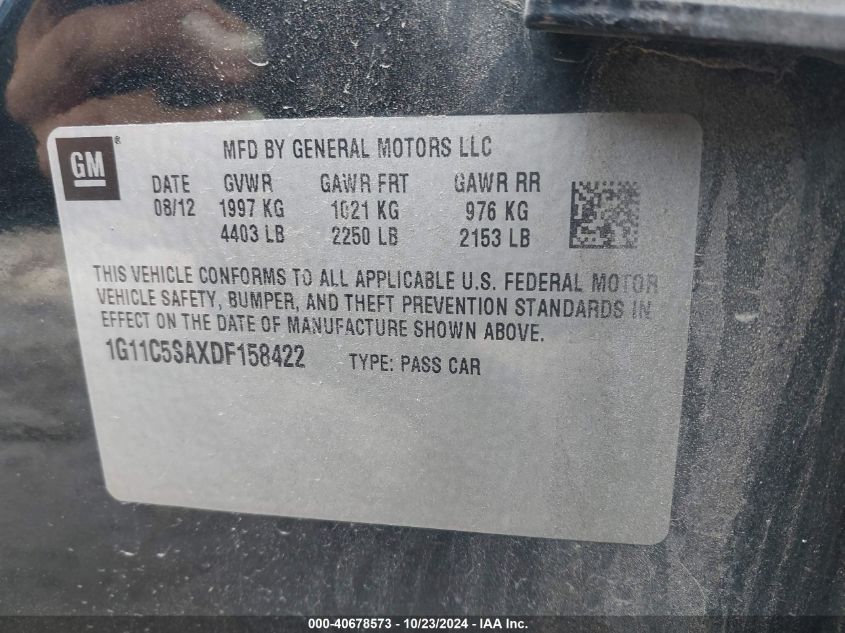 GM ®
MFD BY GENERAL MOTORS LLC
DATE GVWR GAWR FRT GAWR RR
08/12 1997 KG 1021 KG 976 KG
4403 LB 2250 LB 2153 LB
THIS VEHICLE CONFORMS TO ALL APPLICABLE U.S. FEDERAL MOTOR
VEHICLE SAFETY, BUMPER, AND THEFT PREVENTION STANDARDS IN
EFFECT ON THE DATE OF MANUFACTURE SHOWN ABOVE.
1G11C5SAXDF158422 TYPE: PASS CAR
000-40678573 - 10/23/2024 - IAA Inc.